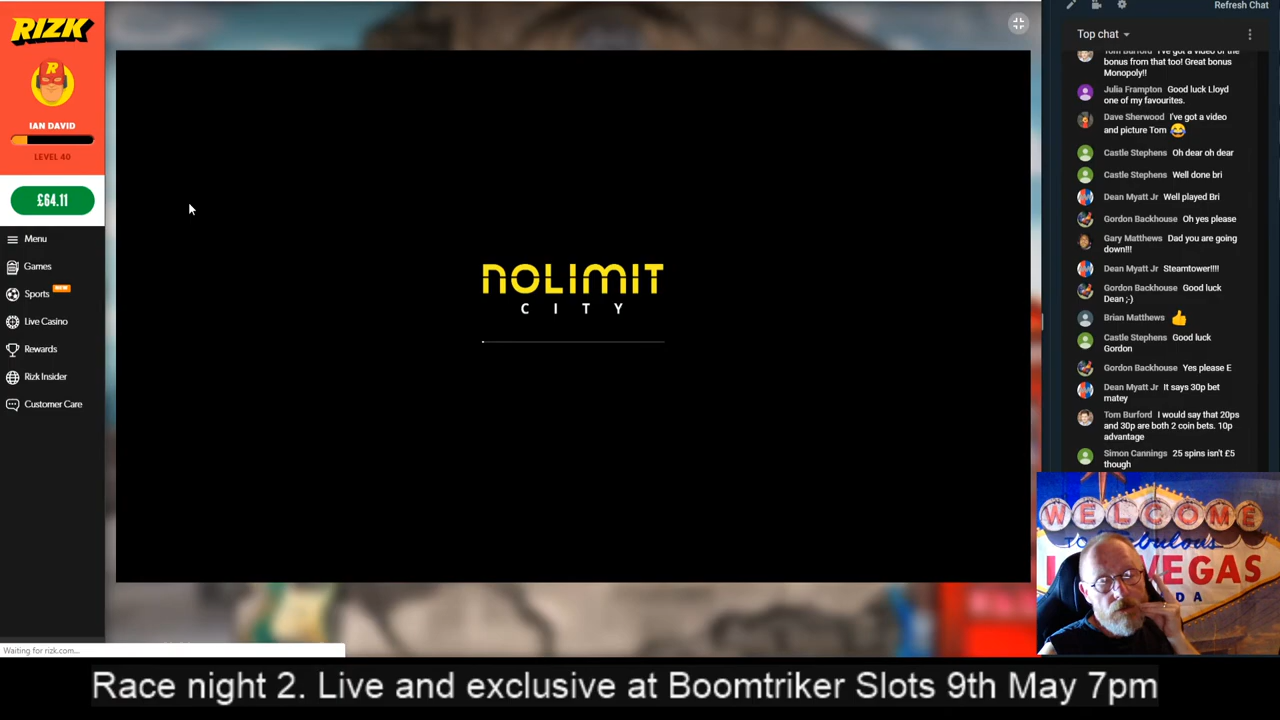 RIZK
R
IAN DAVID
LEVEL 40
£64.11
Menu
Games
Sports
Live Casino
Rewards
Rizk Insider
Customer Care
Waiting for rizk.com...
NOLIMIT
CITY
Refresh Chat
Top chat
bonus from that too! Great bonus
Monopoly!!
Julia Frampton Good luck Lloyd
one of my favourites.
Dave Sherwood I've got a video
and picture Tom 😂
Castle Stephens Oh dear oh dear
Castle Stephens Well done bri
Dean Myatt Jr Well played Bri
Gordon Backhouse Oh yes please
Gary Matthews Dad you are going
down!!!
Dean Myatt Jr Steamtower!!!!
Gordon Backhouse Good luck
Dean ;-)
Brian Matthews 👍
Castle Stephens Good luck
Gordon
Gordon Backhouse Yes please E
Dean Myatt Jr It says 30p bet
matey
Tom Burford I would say that 20ps
and 30p are both 2 coin bets. 10p
advantage
Simon Cannings 25 spins isn't £5
though
WELCOME
TO Fabulous
VEGAS
Race night 2. Live and exclusive at Boomtriker Slots 9th May 7pm